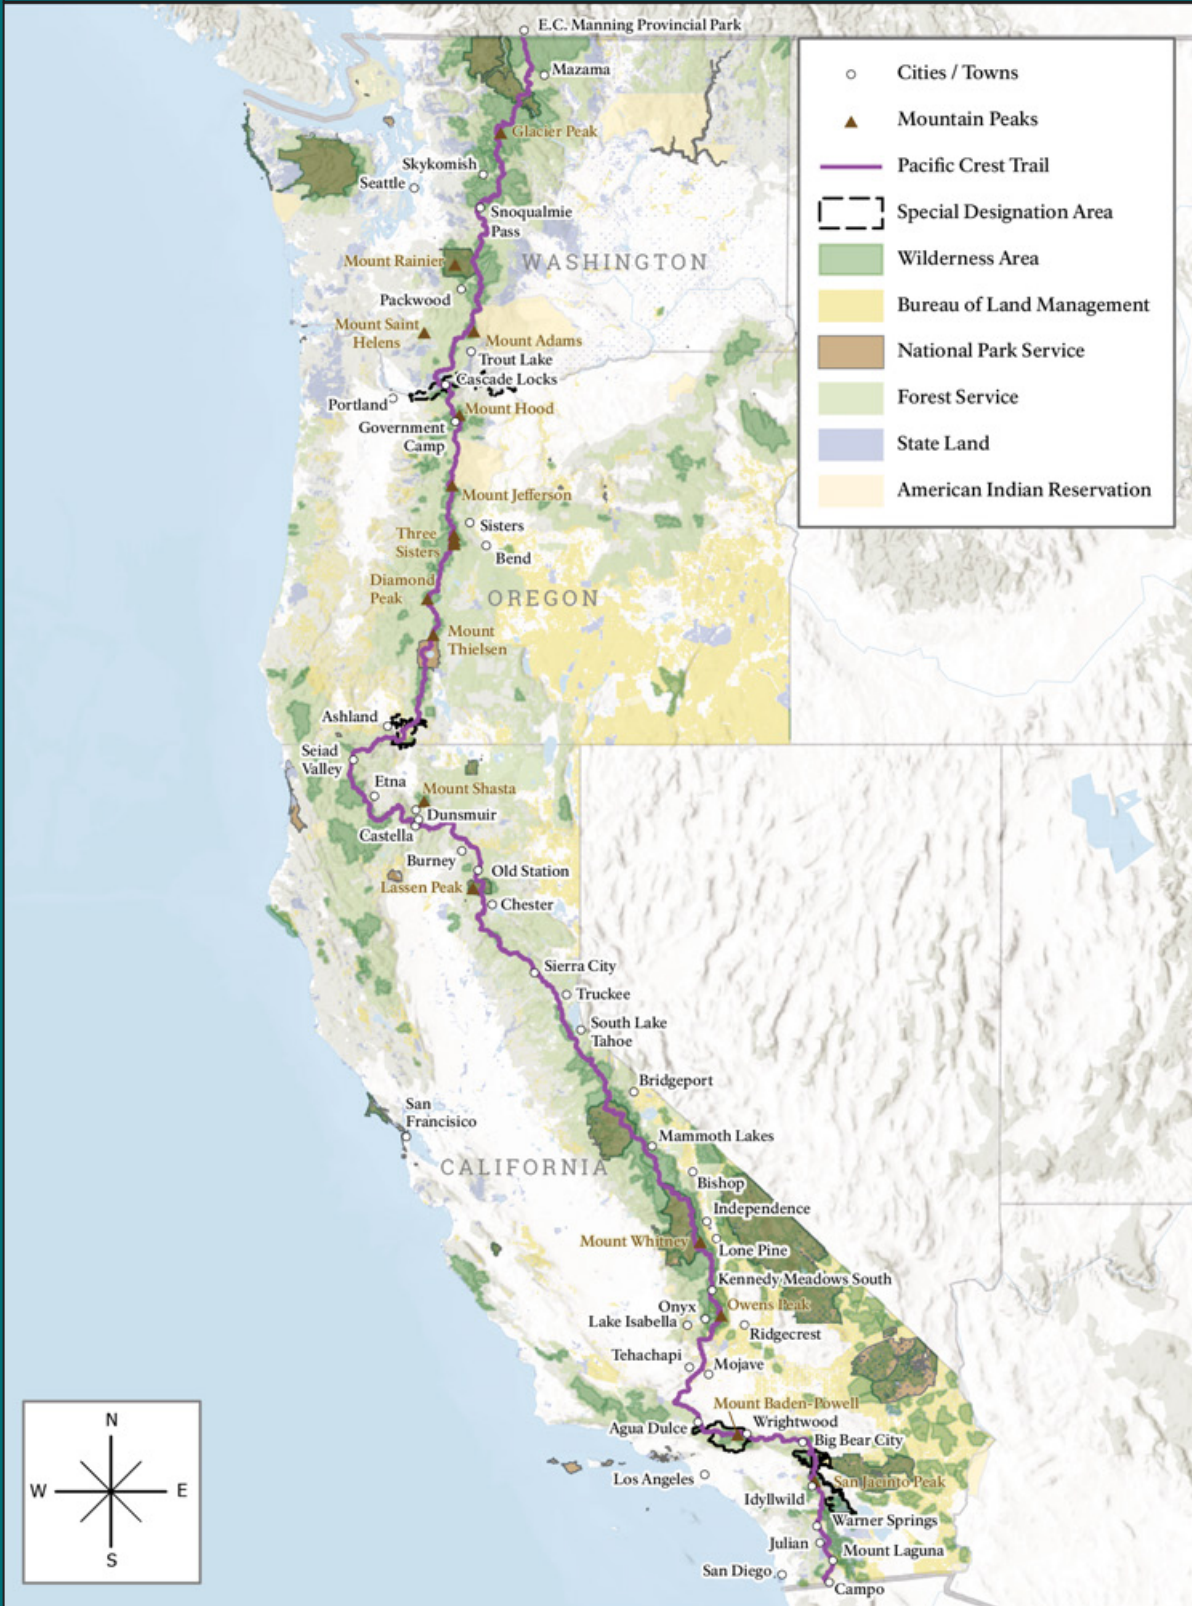 E.C. Manning Provincial Park
Mazama
Glacier Peak
Skykomish
Seattle
Snoqualmie
Pass
Mount Rainier
WASHINGTON
Packwood
Mount Saint
Helens
Mount Adams
Trout Lake
Cascade Locks
Portland
Mount Hood
Government
Camp
Mount Jefferson
Sisters
Three
Sisters
Bend
Diamond
Peak
OREGON
Mount
Thielsen
Ashland
Seiad
Valley
Etna
Mount Shasta
Dunsmuir
Castella
Burney
Old Station
Lassen Peak
Chester
Sierra City
Truckee
South Lake
Tahoe
Bridgeport
San
Francisico
Mammoth Lakes
CALIFORNIA
Bishop
Independence
Mount Whitney
Lone Pine
Kennedy Meadows South
Onyx
Owens Peak
Lake Isabella
Ridgecrest
Tehachapi
Mojave
Mount Baden-Powell
Agua Dulce
Wrightwood
Big Bear City
Los Angeles
San Jacinto Peak
Idyllwild
Warner Springs
Julian
Mount Laguna
San Diego
Campo
Cities / Towns
Mountain Peaks
Pacific Crest Trail
Special Designation Area
Wilderness Area
Bureau of Land Management
National Park Service
Forest Service
State Land
American Indian Reservation
N
W
E
S